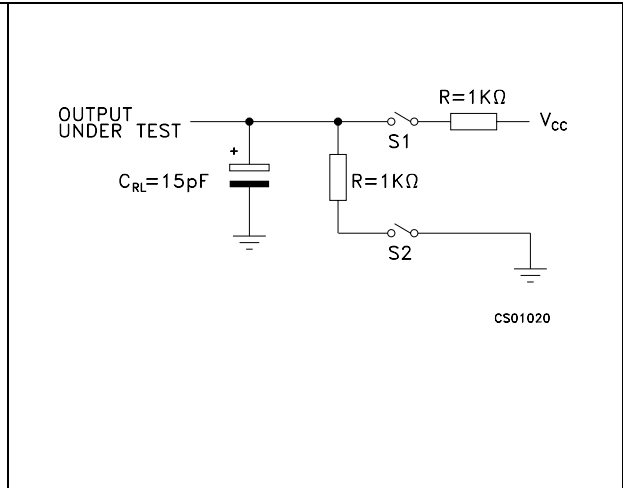 R=1KΩ
OUTPUT
UNDER TEST
V_CC
S1
+
C_RL=15pF
R=1KΩ
S2
CS01020